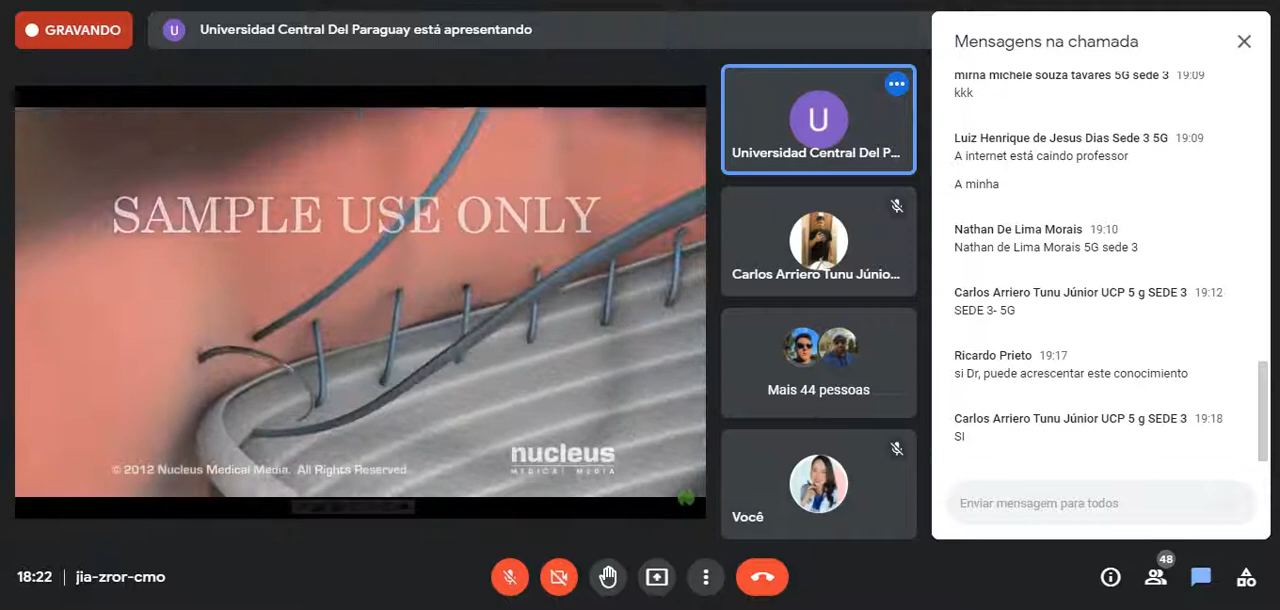 GRAVANDO
U
Universidad Central Del Paraguay está apresentando
SAMPLE USE ONLY
© 2012 Nucleus Medical Media. All Rights Reserved
nucleus
MEDICAL MEDIA
U
Universidad Central Del P...
Carlos Arriero Tunu Júnio...
Mais 44 pessoas
Você
Mensagens na chamada
mirna michele souza tavares 5G sede 3 19:09
kkk
Luiz Henrique de Jesus Dias Sede 3 5G 19:09
A internet está caindo professor
A minha
Nathan De Lima Morais 19:10
Nathan de Lima Morais 5G sede 3
Carlos Arriero Tunu Júnior UCP 5 g SEDE 3 19:12
SEDE 3- 5G
Ricardo Prieto 19:17
si Dr, puede acrescentar este conocimiento
Carlos Arriero Tunu Júnior UCP 5 g SEDE 3 19:18
SI
Enviar mensagem para todos
18:22 | jia-zror-cmo
48